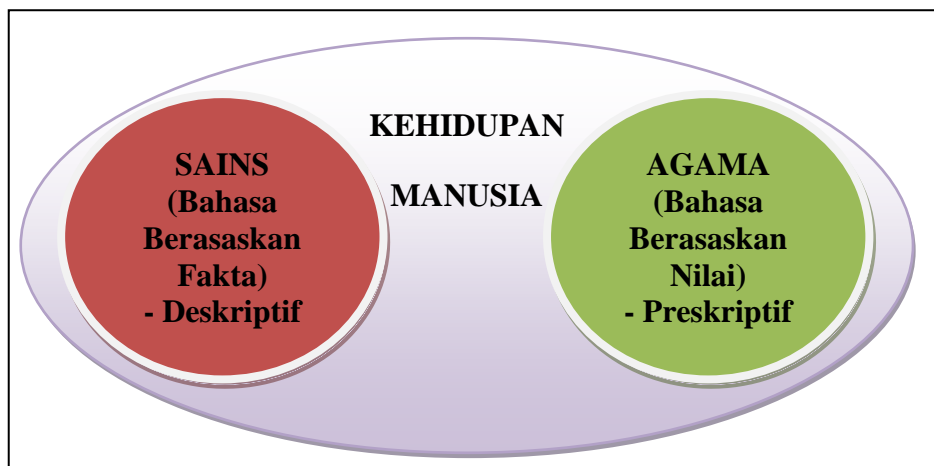 KEHIDUPAN
MANUSIA
SAINS
(Bahasa
Berasaskan
Fakta)
- Deskriptif
AGAMA
(Bahasa
Berasaskan
Nilai)
- Preskriptif